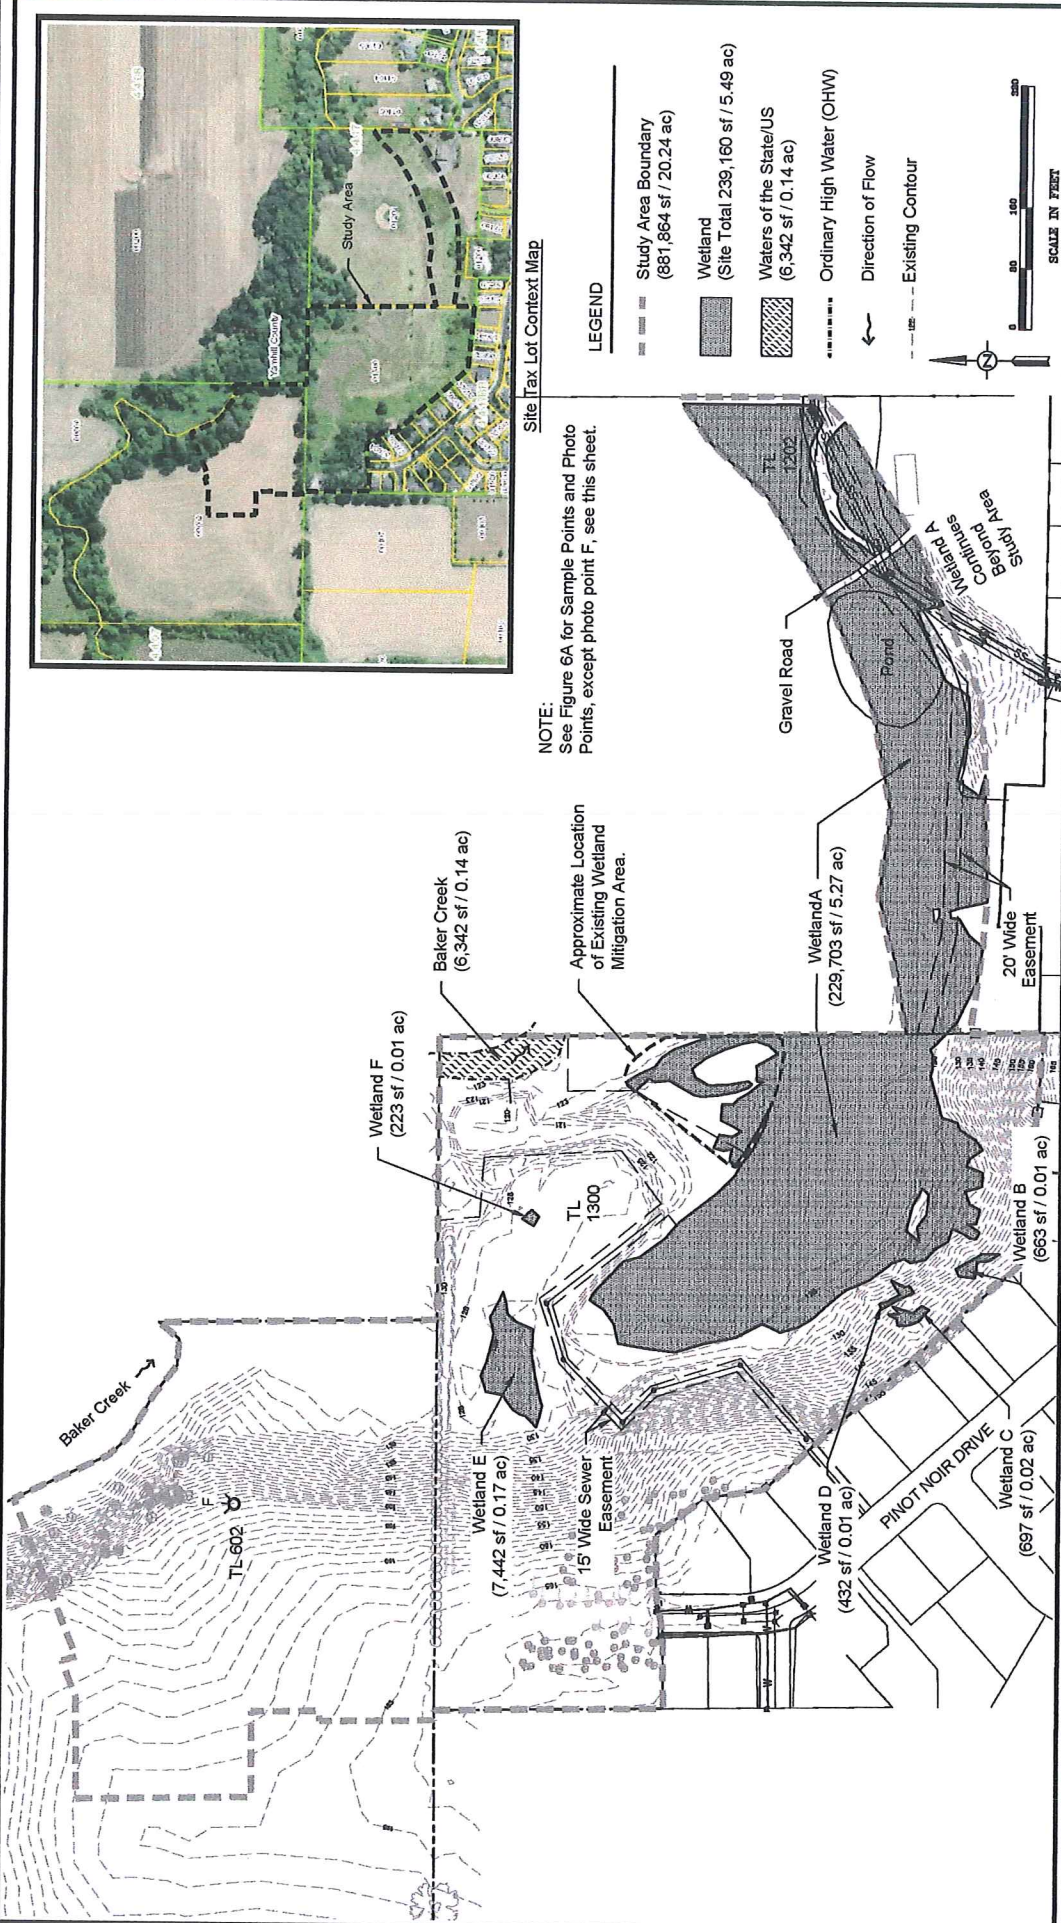 Baker Creek
F
TL 602
Wetland E
(7,442 sf / 0.17 ac)
15' Wide Sewer
Easement
Wetland F
(223 sf / 0.01 ac)
Baker Creek
(6,342 sf / 0.14 ac)
Approximate Location
of Existing Wetland
Mitigation Area.
TL
1300
WetlandA
(229,703 sf / 5.27 ac)
Wetland D
(432 sf / 0.01 ac)
PINOT NOIR DRIVE
Wetland C
(697 sf / 0.02 ac)
Wetland B
(663 sf / 0.01 ac)
20' Wide
Easement
Gravel Road
Pond
TL
1202
Wetland A
Continues
Beyond
Study Area
NOTE:
See Figure 6A for Sample Points and Photo
Points, except photo point F, see this sheet.
Yamhill County
Study Area
Site Tax Lot Context Map
LEGEND
Study Area Boundary
(881,864 sf / 20.24 ac)
Wetland
(Site Total 239,160 sf / 5.49 ac)
Waters of the State/US
(6,342 sf / 0.14 ac)
Ordinary High Water (OHW)
Direction of Flow
Existing Contour
N
0 80 160 320
SCALE IN FEET